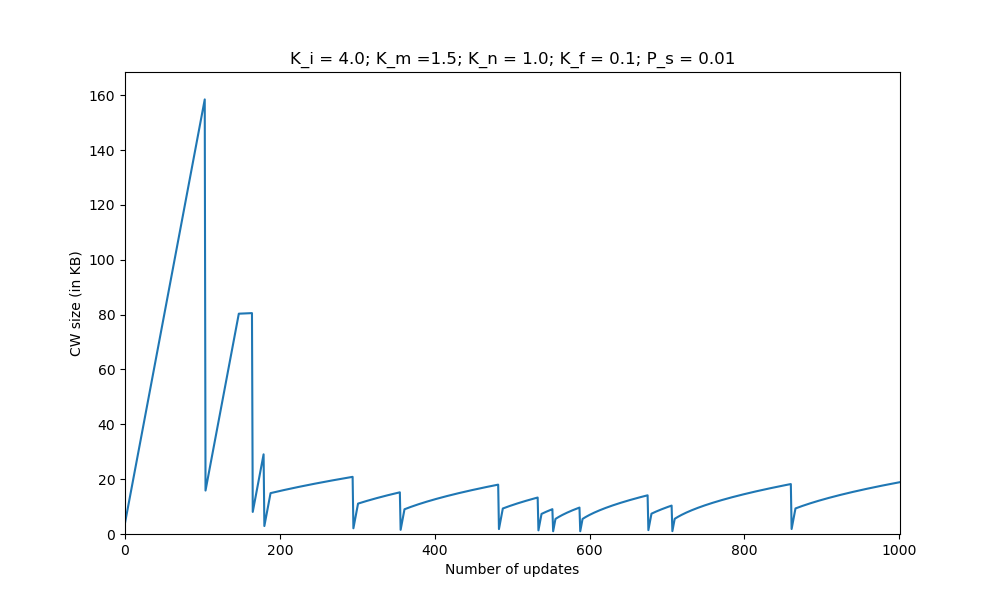 K_i = 4.0; K_m =1.5; K_n = 1.0; K_f = 0.1; P_s = 0.01
CW size (in KB)
160
140
120
100
80
60
40
20
0
0 200 400 600 800 1000
Number of updates